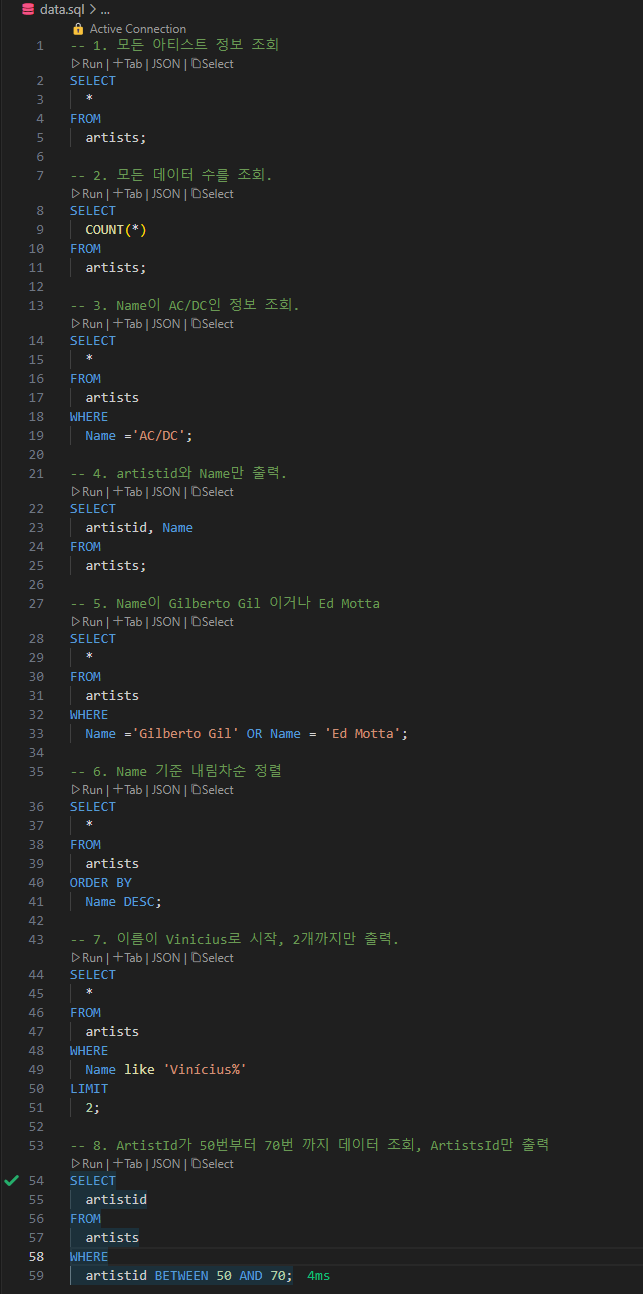 data.sql > ...
Active Connection
1 -- 1. 모든 아티스트 정보 조회
Run | +Tab | JSON | Select
2 SELECT
3 *
4 FROM
5 artists;
6
7 -- 2. 모든 데이터 수를 조회.
Run | +Tab | JSON | Select
8 SELECT
9 COUNT(*)
10 FROM
11 artists;
12
13 -- 3. Name이 AC/DC인 정보 조회.
Run | +Tab | JSON | Select
14 SELECT
15 *
16 FROM
17 artists
18 WHERE
19 Name ='AC/DC';
20
21 -- 4. artistid와 Name만 출력.
Run | +Tab | JSON | Select
22 SELECT
23 artistid, Name
24 FROM
25 artists;
26
27 -- 5. Name이 Gilberto Gil 이거나 Ed Motta
Run | +Tab | JSON | Select
28 SELECT
29 *
30 FROM
31 artists
32 WHERE
33 Name ='Gilberto Gil' OR Name = 'Ed Motta';
34
35 -- 6. Name 기준 내림차순 정렬
Run | +Tab | JSON | Select
36 SELECT
37 *
38 FROM
39 artists
40 ORDER BY
41 Name DESC;
42
43 -- 7. 이름이 Vinicius로 시작, 2개까지만 출력.
Run | +Tab | JSON | Select
44 SELECT
45 *
46 FROM
47 artists
48 WHERE
49 Name like 'Vinícius%'
50 LIMIT
51 2;
52
53 -- 8. ArtistId가 50번부터 70번 까지 데이터 조회, ArtistsId만 출력
Run | +Tab | JSON | Select
54 SELECT
55 artistid
56 FROM
57 artists
58 WHERE
59 artistid BETWEEN 50 AND 70; 4ms